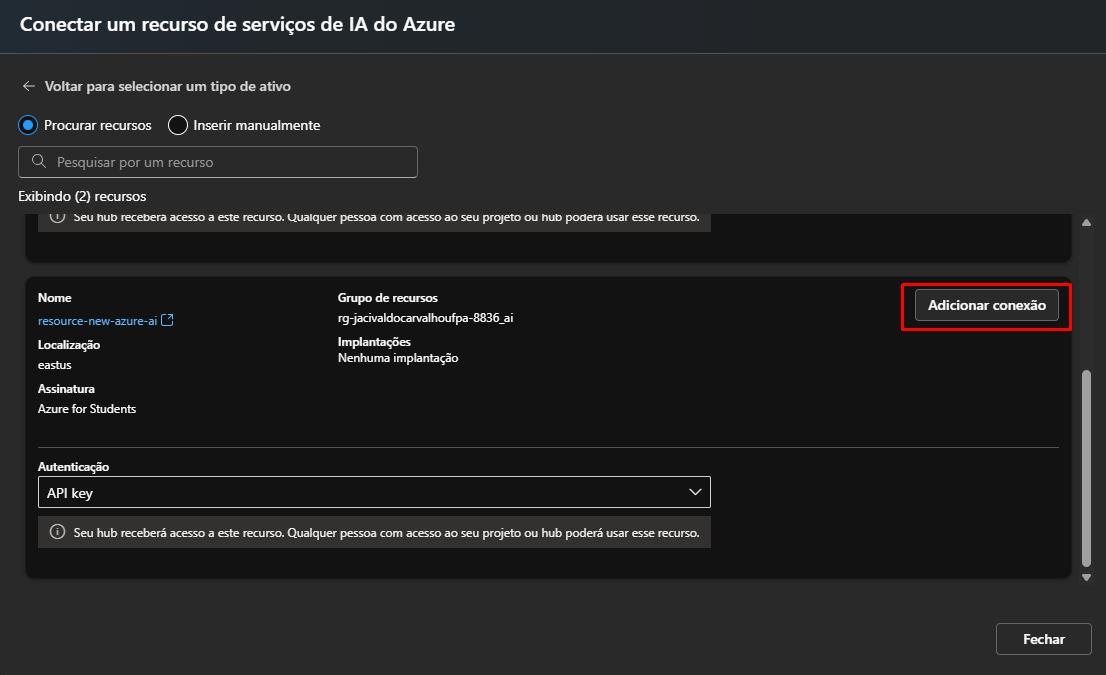 Conectar um recurso de serviços de IA do Azure
Voltar para selecionar um tipo de ativo
Procurar recursos
Inserir manualmente
Pesquisar por um recurso
Exibindo (2) recursos
Seu hub receberá acesso a este recurso. Qualquer pessoa com acesso ao seu projeto ou hub poderá usar esse recurso.
Nome
resource-new-azure-ai
Localização
eastus
Assinatura
Azure for Students
Grupo de recursos
rg-jacivaldocarvalhoufpa-8836_ai
Implantações
Nenhuma implantação
Adicionar conexão
Autenticação
API key
Seu hub receberá acesso a este recurso. Qualquer pessoa com acesso ao seu projeto ou hub poderá usar esse recurso.
Fechar